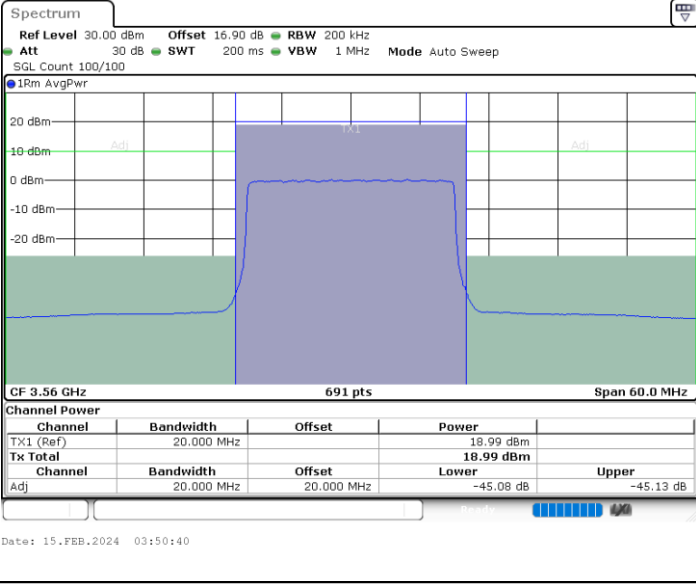 Spectrum
Ref Level 30.00 dBm Offset 16.90 dB RBW 200 kHz
Att 30 dB SWT 200 ms VBW 1 MHz Mode Auto Sweep
SGL Count 100/100
1Rm AvgPwr
20 dBm
TX1
Adj
Adj
10 dBm
0 dBm
-10 dBm
-20 dBm
CF 3.56 GHz 691 pts Span 60.0 MHz
Channel Power
Channel Bandwidth Offset Power
TX1 (Ref) 20.000 MHz 18.99 dBm
Tx Total 18.99 dBm
Channel Bandwidth Offset Lower Upper
Adj 20.000 MHz 20.000 MHz -45.08 dB -45.13 dB
Ready
Date: 15.FEB.2024 03:50:40